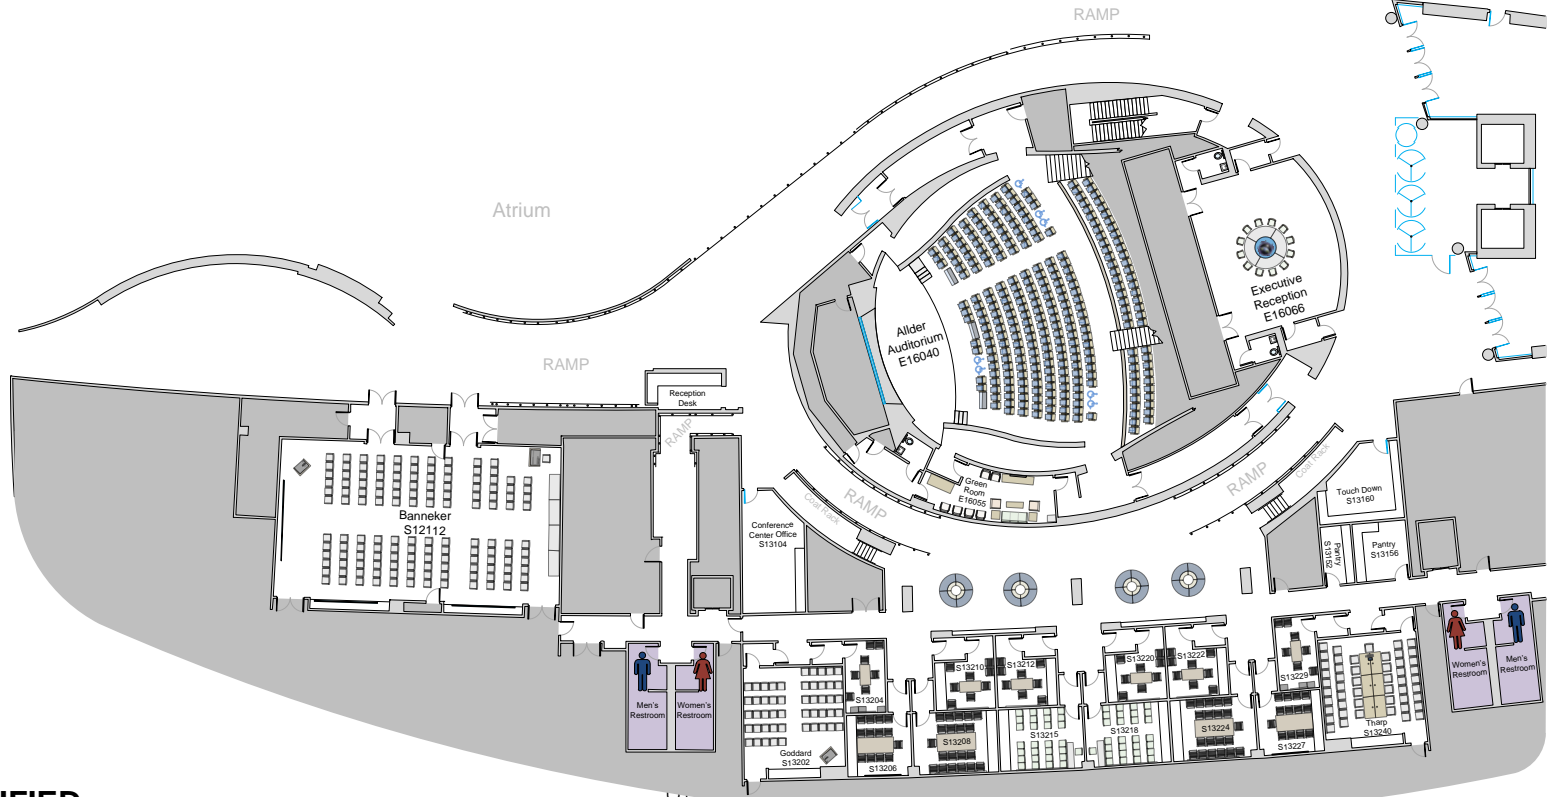 RAMP
Atrium
Executive
Reception
E16066
Allder
Auditorium
E16040
RAMP
Reception
Desk
RAMP
Green
Room
E16055
RAMP
RAMP
Coat Rack
Coat Rack
Touch Down
S13160
Banneker
S12112
Conference
Center Office
S13104
Pantry
S13152
Pantry
S13156
Men's
Restroom
Women's
Restroom
Women's
Restroom
Men's
Restroom
S13204
S13210
S13212
S13220
S13222
S13229
Goddard
S13202
S13206
S13208
S13215
S13218
S13224
S13227
Tharp
S13240